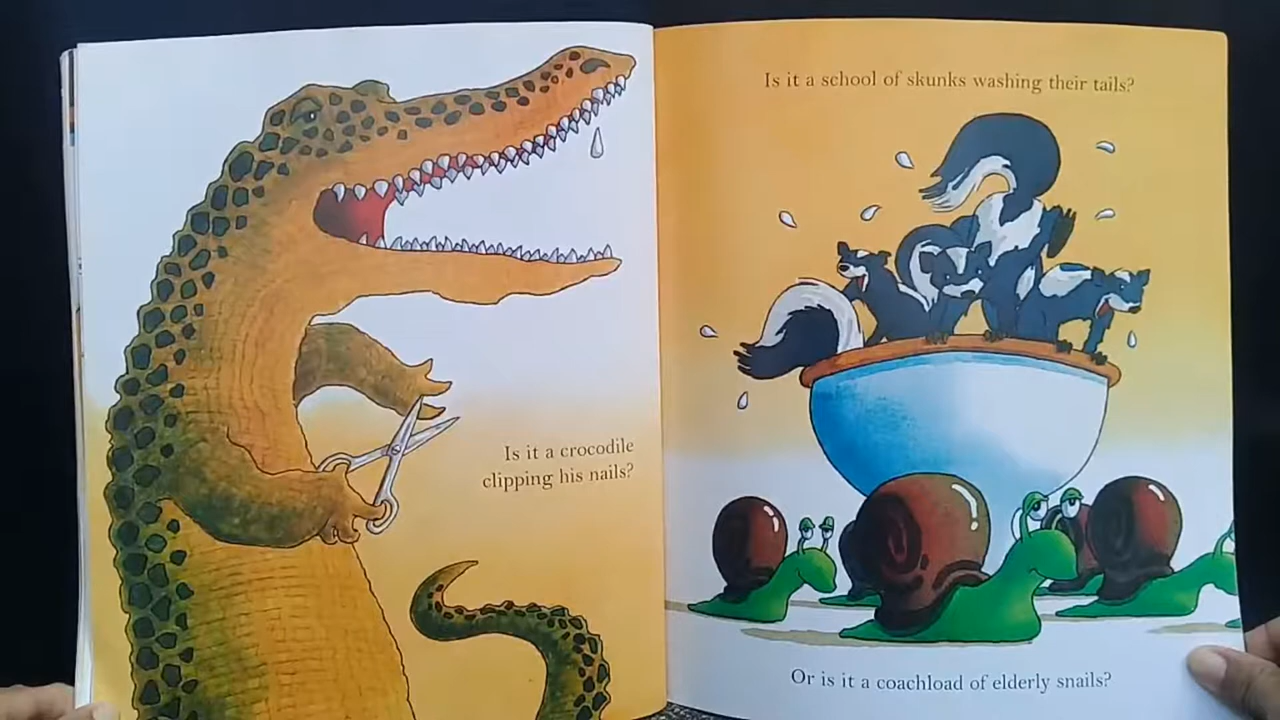 Is it a crocodile
clipping his nails?
Is it a school of skunks washing their tails?
Or is it a coachload of elderly snails?